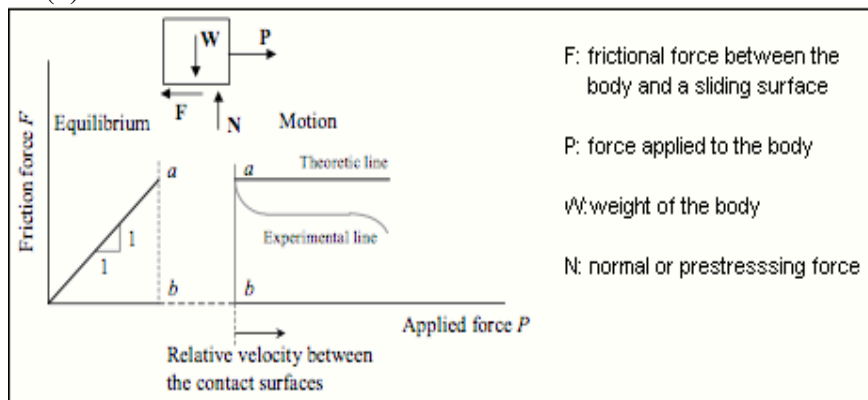 W
P
F
N
Equilibrium
Motion
Friction force F
a
a
Theoretic line
Experimental line
1
1
b
b
Applied force P
Relative velocity between
the contact surfaces
F: frictional force between the
body and a sliding surface
P: force applied to the body
W:weight of the body
N: normal or prestresssing force